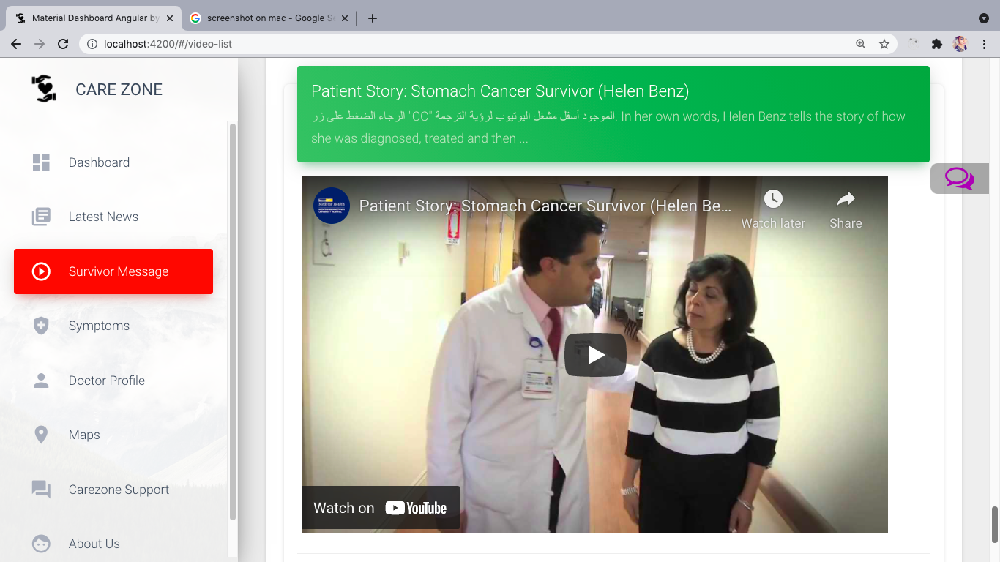 Material Dashboard Angular by
screenshot on mac - Google S
localhost:4200/#/video-list
CARE ZONE
Dashboard
Latest News
Survivor Message
Symptoms
Doctor Profile
Maps
Carezone Support
About Us
Patient Story: Stomach Cancer Survivor (Helen Benz)
الرجاء الضغط على زر "CC" الموجود أسفل مشغل اليوتيوب لرؤية الترجمة. In her own words, Helen Benz tells the story of how
she was diagnosed, treated and then ...
Patient Story: Stomach Cancer Survivor (Helen Be...
Watch later
Share
MedStar Health
Watch on YouTube